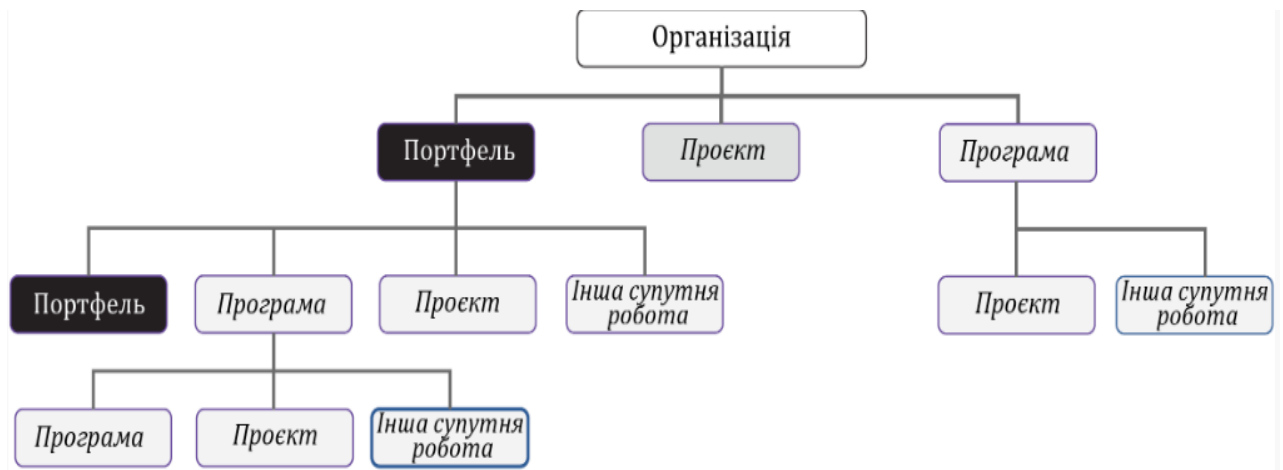 Організація
Портфель
Проєкт
Програма
Портфель
Програма
Проєкт
Інша супутня
робота
Проєкт
Інша супутня
робота
Програма
Проєкт
Інша супутня
робота